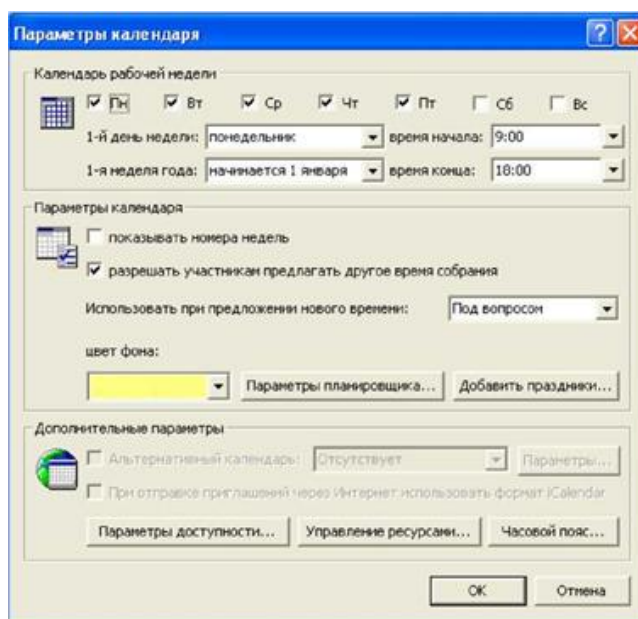 Параметры календаря
Календарь рабочей недели
Пн Вт Ср Чт Пт Сб Вс
1-й день недели: понедельник время начала: 9:00
1-я неделя года: начинается 1 января время конца: 18:00
Параметры календаря
показывать номера недель
разрешать участникам предлагать другое время собрания
Использовать при предложении нового времени: Под вопросом
цвет фона:
Параметры планировщика... Добавить праздники...
Дополнительные параметры
Альтернативный календарь: Отсутствует Параметры...
При отправке приглашений через Интернет использовать формат iCalendar
Параметры доступности... Управление ресурсами... Часовой пояс...
ОК Отмена